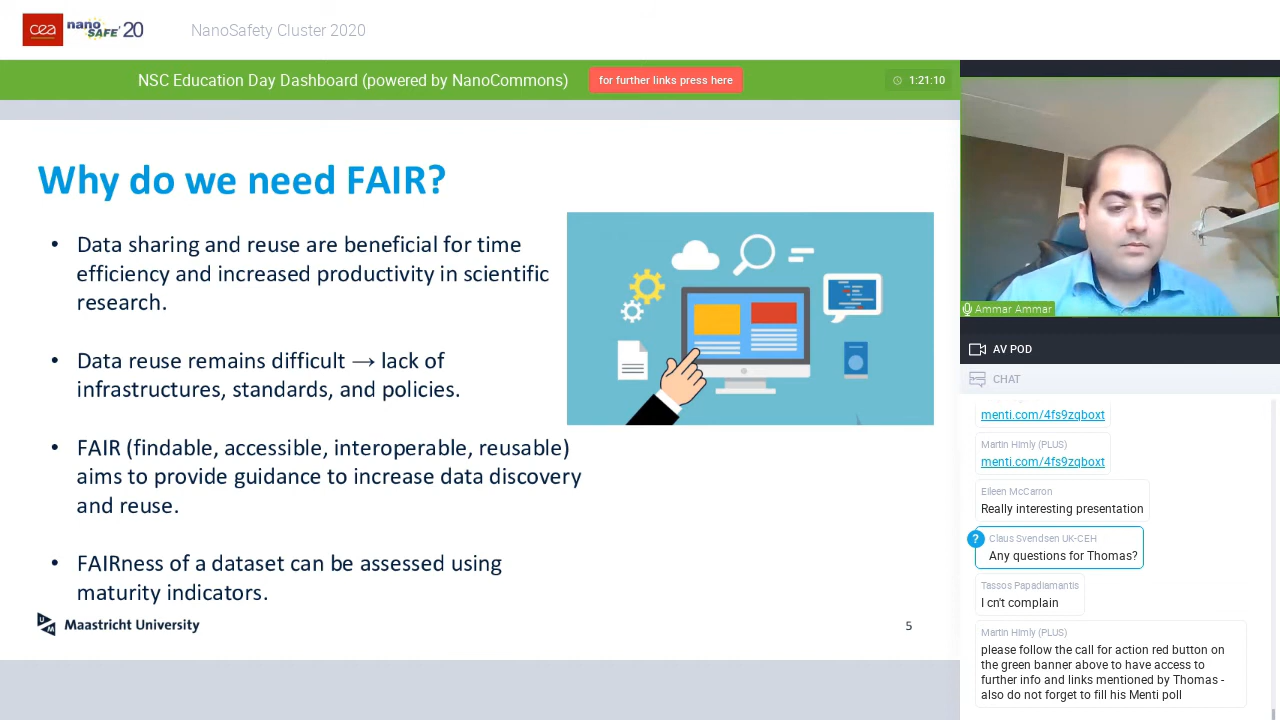 cea nano SAFE' 20
NanoSafety Cluster 2020
NSC Education Day Dashboard (powered by NanoCommons)
for further links press here
1:21:10
Why do we need FAIR?
• Data sharing and reuse are beneficial for time
efficiency and increased productivity in scientific
research.
• Data reuse remains difficult → lack of
infrastructures, standards, and policies.
• FAIR (findable, accessible, interoperable, reusable)
aims to provide guidance to increase data discovery
and reuse.
• FAIRness of a dataset can be assessed using
maturity indicators.
Maastricht University
5
Ammar Ammar
AV POD
CHAT
menti.com/4fs9zqboxt
Martin Himly (PLUS)
menti.com/4fs9zqboxt
Eileen McCarron
Really interesting presentation
?
Claus Svendsen UK-CEH
Any questions for Thomas?
Tassos Papadiamantis
I cn't complain
Martin Himly (PLUS)
please follow the call for action red button on
the green banner above to have access to
further info and links mentioned by Thomas -
also do not forget to fill his Menti poll